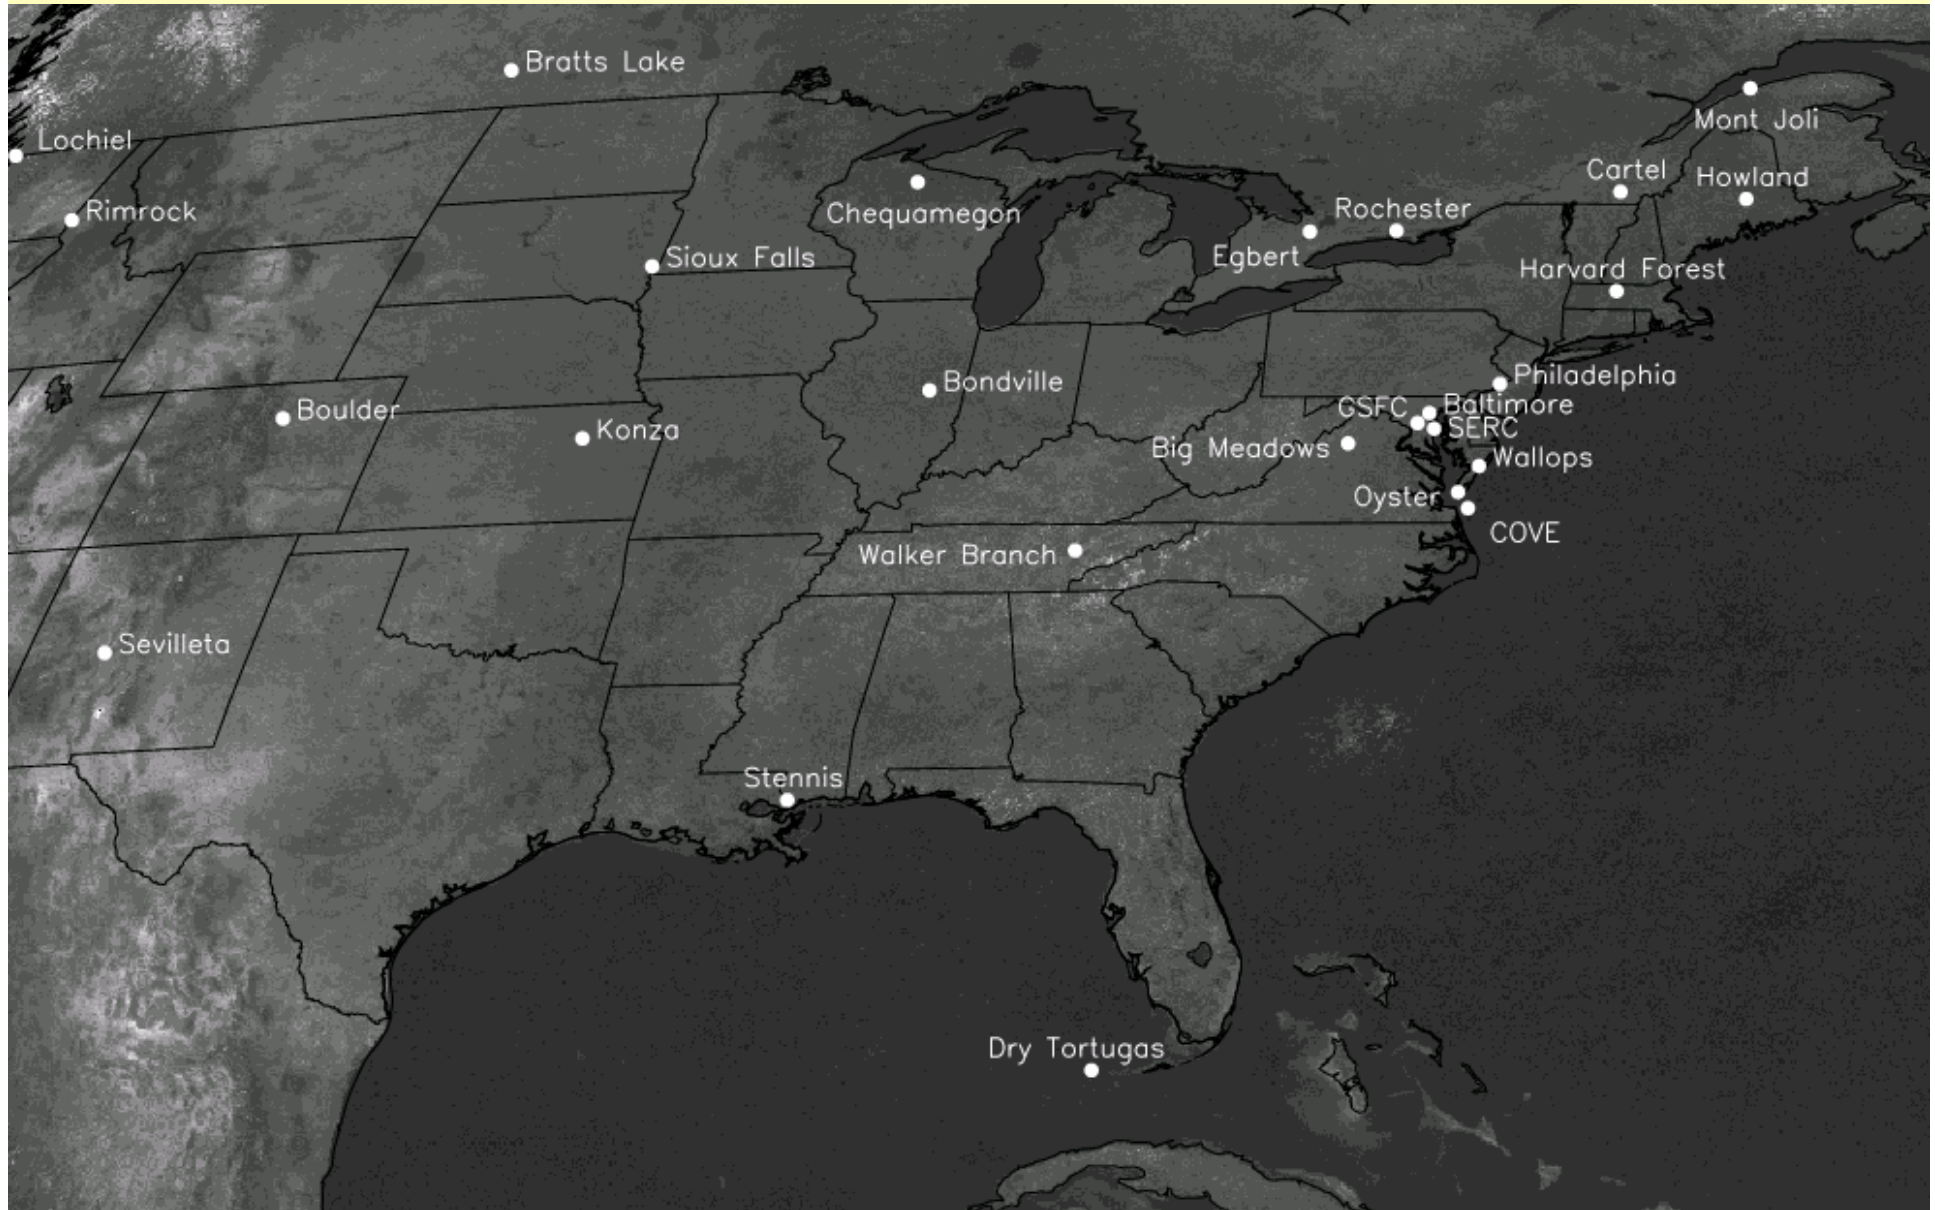 Bratts Lake
Mont Joli
Lochiel
Cartel
Howland
Rimrock
Chequamegon
Rochester
Sioux Falls
Egbert
Harvard Forest
Bondville
Philadelphia
Boulder
GSFC
Baltimore
Konza
SERC
Big Meadows
Wallops
Oyster
COVE
Walker Branch
Sevilleta
Stennis
Dry Tortugas